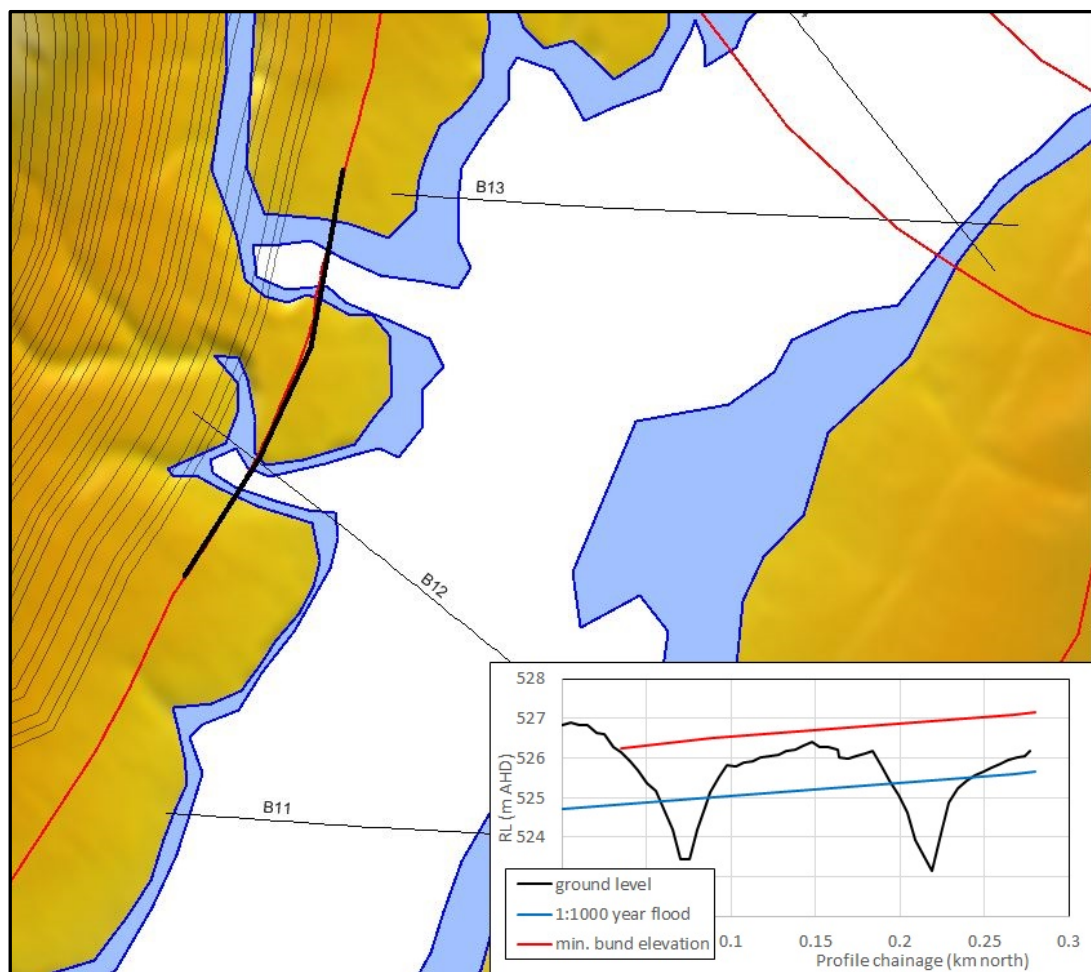 B13
B12
B11
528
527
526
525
524
RL (m AHD)
ground level
1:1000 year flood
min. bund elevation
0.1
0.15
0.2
0.25
0.3
Profile chainage (km north)